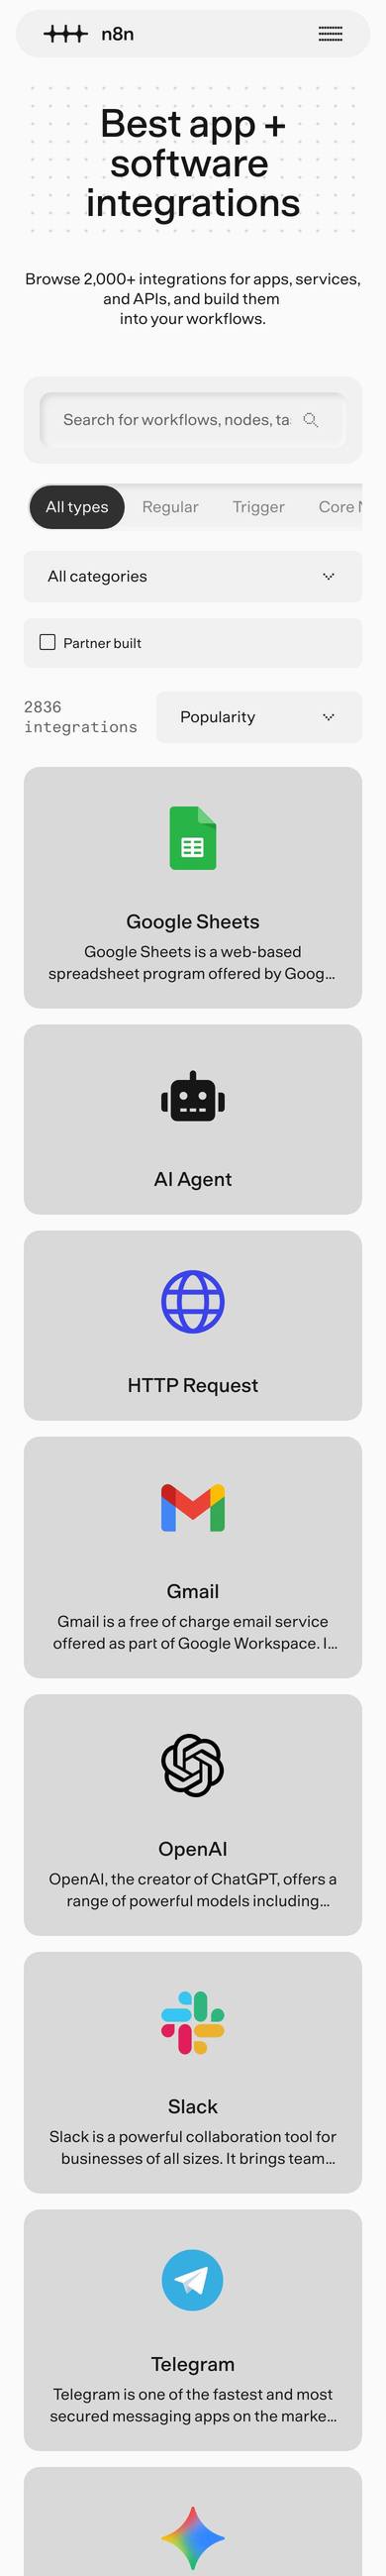 n8n
Best app +
software
integrations
Browse 2,000+ integrations for apps, services,
and APIs, and build them
into your workflows.
Search for workflows, nodes, ta
All types Regular Trigger Core N
All categories
Partner built
2836
integrations
Popularity
Google Sheets
Google Sheets is a web-based
spreadsheet program offered by Goog...
AI Agent
HTTP Request
Gmail
Gmail is a free of charge email service
offered as part of Google Workspace. I...
OpenAI
OpenAI, the creator of ChatGPT, offers a
range of powerful models including...
Slack
Slack is a powerful collaboration tool for
businesses of all sizes. It brings team...
Telegram
Telegram is one of the fastest and most
secured messaging apps on the marke...